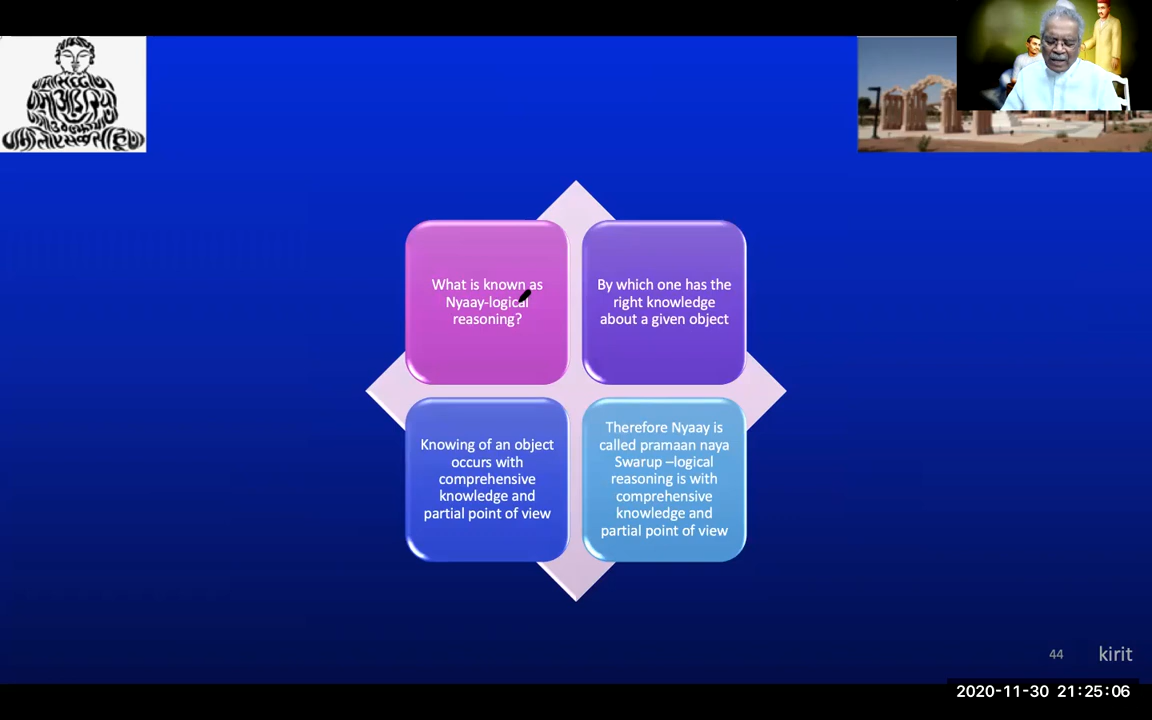 What is known as
Nyaay-logical
reasoning?
By which one has the
right knowledge
about a given object
Knowing of an object
occurs with
comprehensive
knowledge and
partial point of view
Therefore Nyaay is
called pramaan naya
Swarup –logical
reasoning is with
comprehensive
knowledge and
partial point of view
44
kirit
2020-11-30 21:25:06